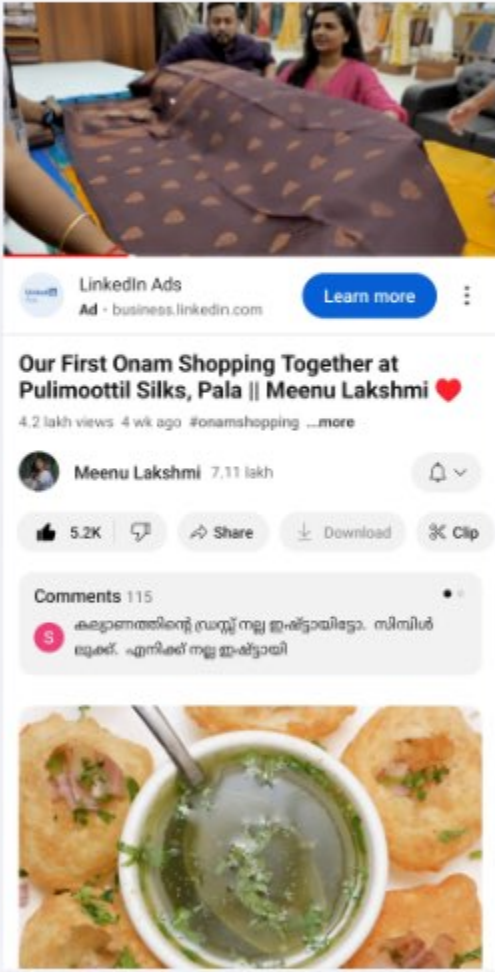 LinkedIn Ads
Ad · business.linkedin.com
Learn more
Our First Onam Shopping Together at
Pulimoottil Silks, Pala || Meenu Lakshmi ❤️
4.2 lakh views 4 wk ago #onamshopping ...more
Meenu Lakshmi 7.11 lakh
5.2K
Share
Download
Clip
Comments 115
S
കല്യാണത്തിന്റെ ഡ്രസ്സ് നല്ല ഇഷ്ട്ടായിട്ടോ. സിമ്പിൾ
ലുക്ക്. എനിക്ക് നല്ല ഇഷ്ട്ടായി